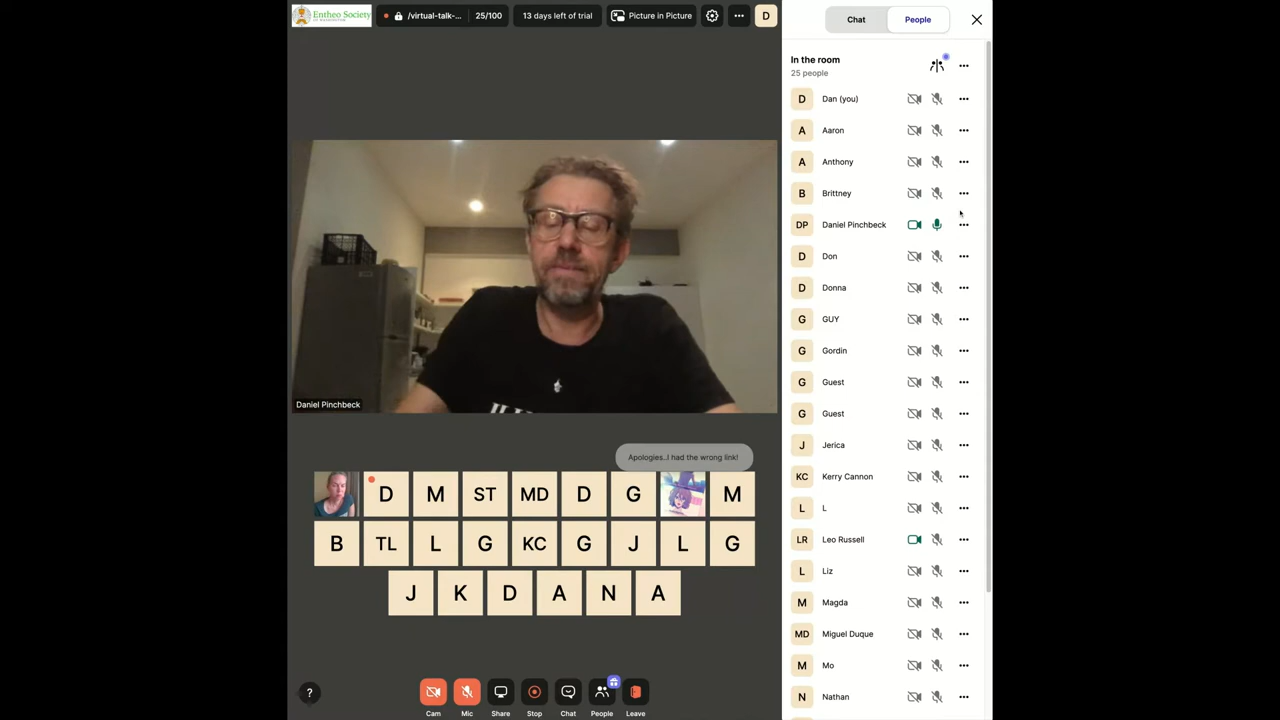 Entheo Society
OF WASHINGTON
/virtual-talk-...
25/100
13 days left of trial
Picture in Picture
D
Chat
People
In the room
25 people
D Dan (you)
A Aaron
A Anthony
B Brittney
DP Daniel Pinchbeck
D Don
D Donna
G GUY
G Gordin
G Guest
G Guest
J Jerica
KC Kerry Cannon
L L
LR Leo Russell
L Liz
M Magda
MD Miguel Duque
M Mo
N Nathan
Daniel Pinchbeck
Apologies..I had the wrong link!
D M ST MD D G M
B TL L G KC G J L G
J K D A N A
?
Cam
Mic
Share
Stop
Chat
People
Leave